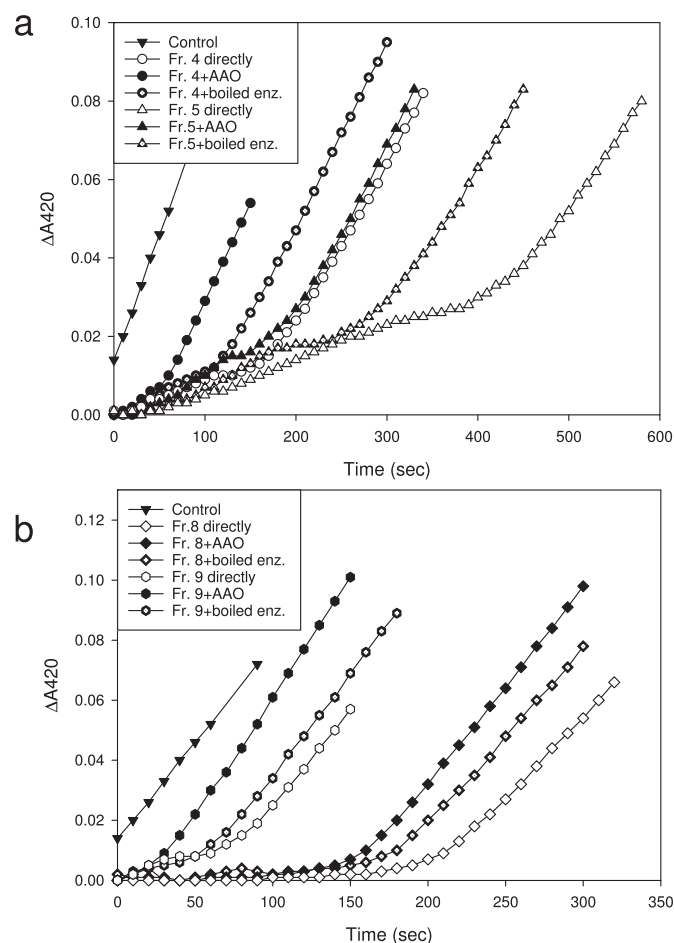 a
0.10
0.08
0.06
0.04
0.02
0.00
ΔA420
Control
Fr. 4 directly
Fr. 4+AAO
Fr. 4+boiled enz.
Fr. 5 directly
Fr.5+AAO
Fr.5+boiled enz.
0 100 200 300 400 500 600
Time (sec)
b
0.12
0.10
0.08
0.06
0.04
0.02
0.00
ΔA420
Control
Fr.8 directly
Fr. 8+AAO
Fr. 8+boiled enz.
Fr. 9 directly
Fr. 9+AAO
Fr. 9+boiled enz.
0 50 100 150 200 250 300 350
Time (sec)